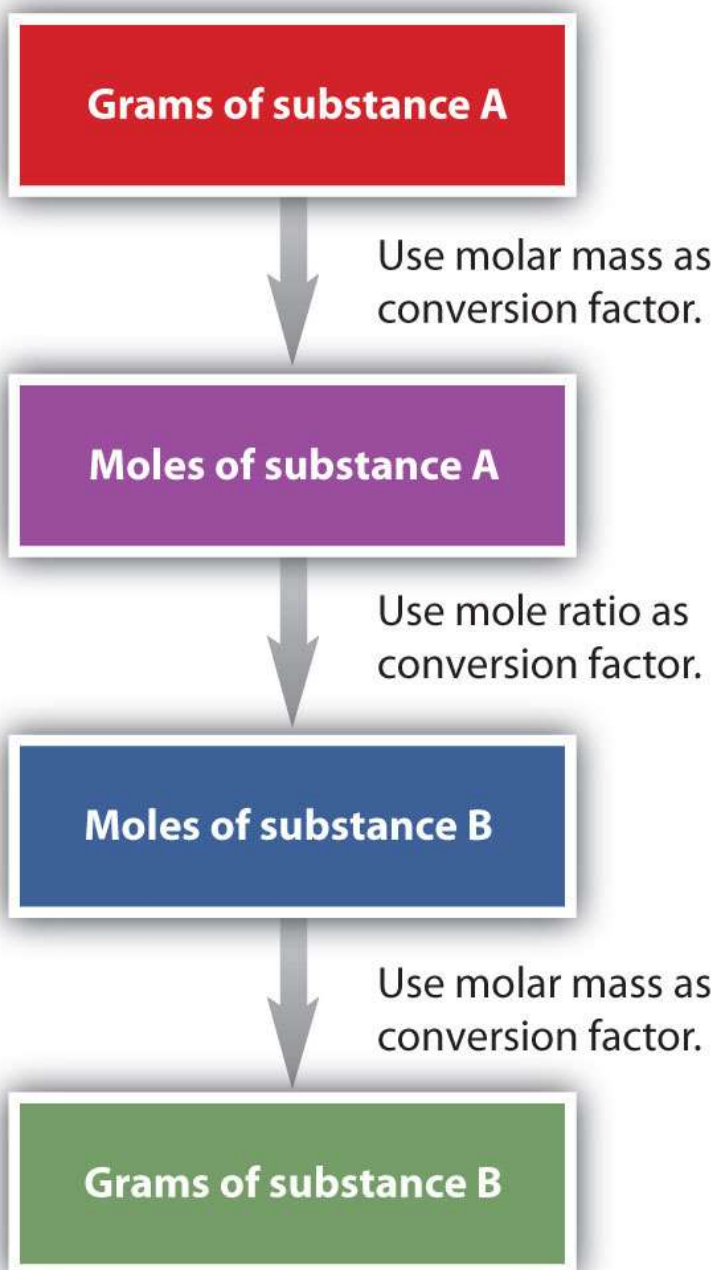 Grams of substance A
Use molar mass as
conversion factor.
Moles of substance A
Use mole ratio as
conversion factor.
Moles of substance B
Use molar mass as
conversion factor.
Grams of substance B